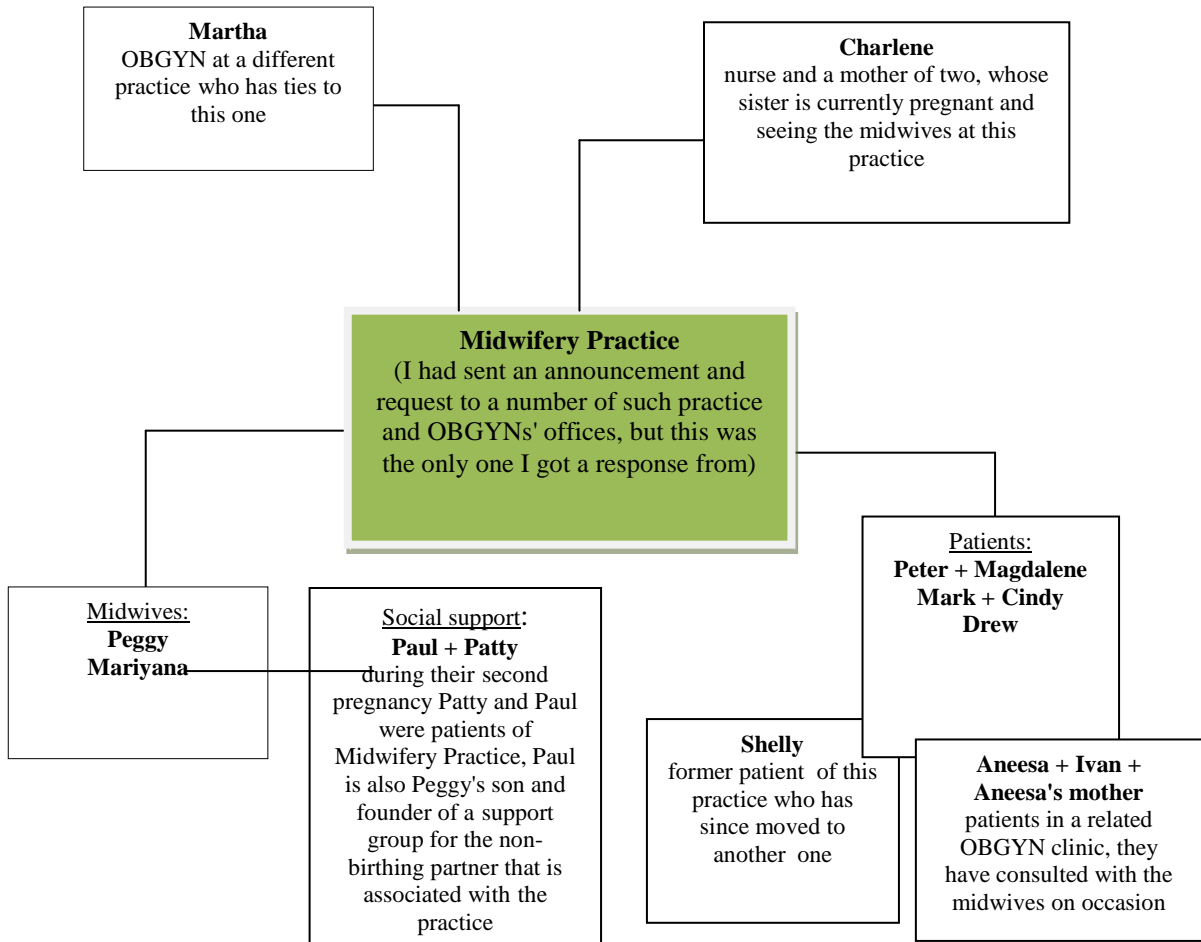 Martha
OBGYN at a different
practice who has ties to
this one
Charlene
nurse and a mother of two, whose
sister is currently pregnant and
seeing the midwives at this
practice
Midwifery Practice
(I had sent an announcement and
request to a number of such practice
and OBGYNs' offices, but this was
the only one I got a response from)
Midwives:
Peggy
Mariyana
Social support:
Paul + Patty
during their second
pregnancy Patty and Paul
were patients of
Midwifery Practice, Paul
is also Peggy's son and
founder of a support
group for the non-
birthing partner that is
associated with the
practice
Patients:
Peter + Magdalene
Mark + Cindy
Drew
Shelly
former patient of this
practice who has
since moved to
another one
Aneesa + Ivan +
Aneesa's mother
patients in a related
OBGYN clinic, they
have consulted with the
midwives on occasion